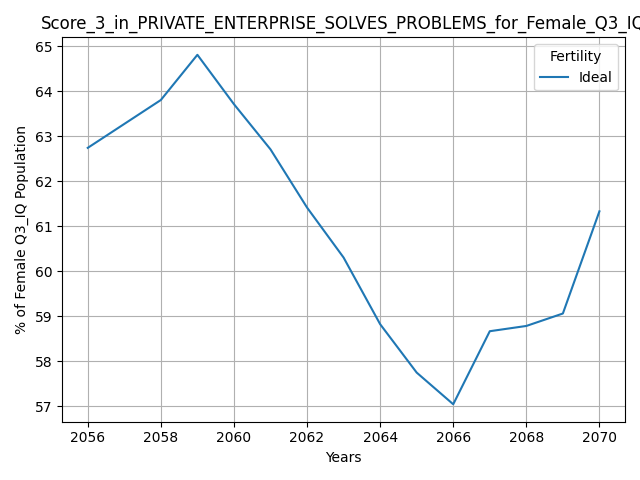 Score_3_in_PRIVATE_ENTERPRISE_SOLVES_PROBLEMS_for_Female_Q3_IQ
Fertility
Ideal
65
64
63
62
61
60
59
58
57
% of Female Q3_IQ Population
2056 2058 2060 2062 2064 2066 2068 2070
Years